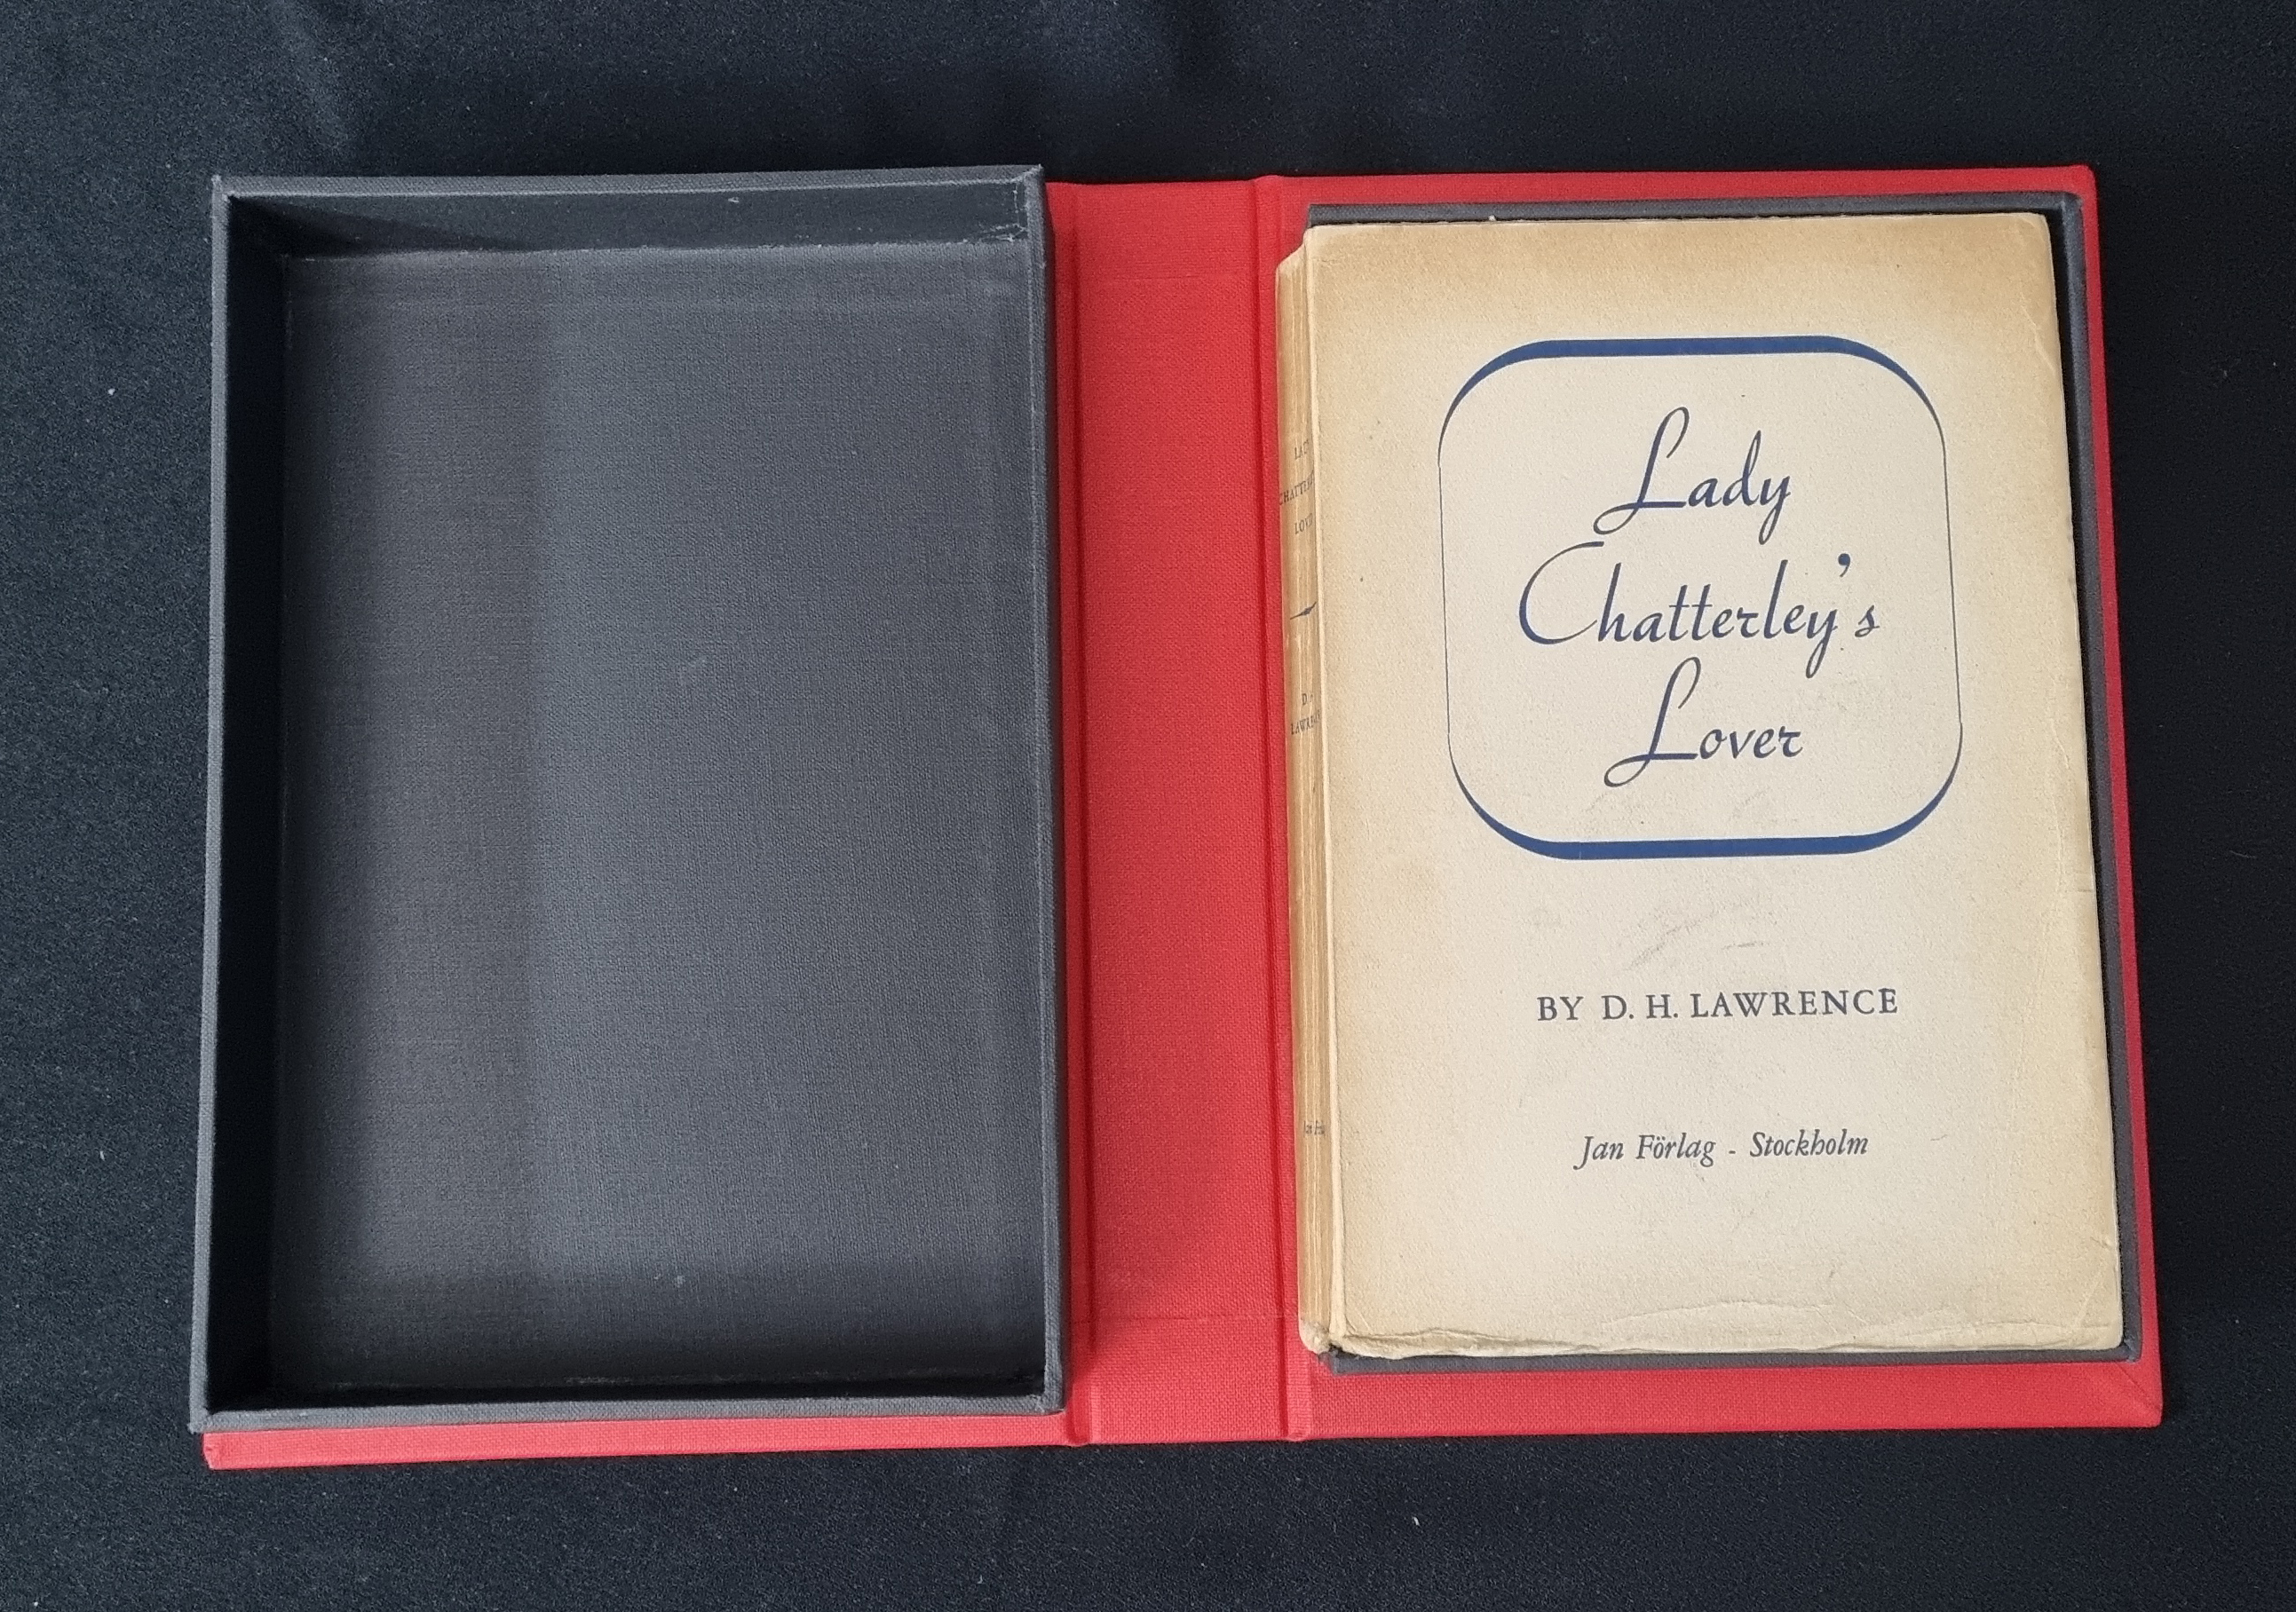 Lady
Chatterley's
Lover
BY D. H. LAWRENCE
Jan Förlag - Stockholm